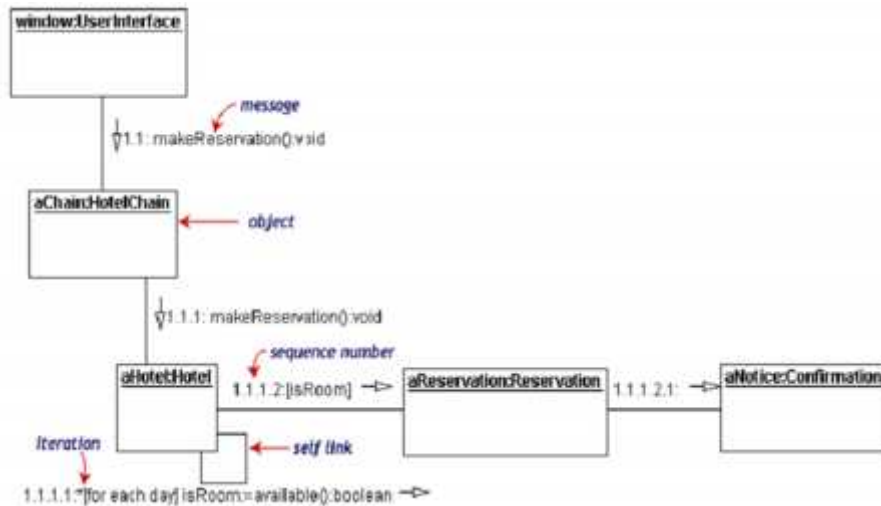 window:UserInterface
message
1.1: makeReservation():void
aChain:HotelChain
object
1.1.1: makeReservation():void
sequence number
aHotel:Hotel
1.1.1.2:[isRoom]
aReservation:Reservation
1.1.1.2.1:
aNotice:Confirmation
iteration
self link
1.1.1.1:*[for each day] isRoom:=available():boolean